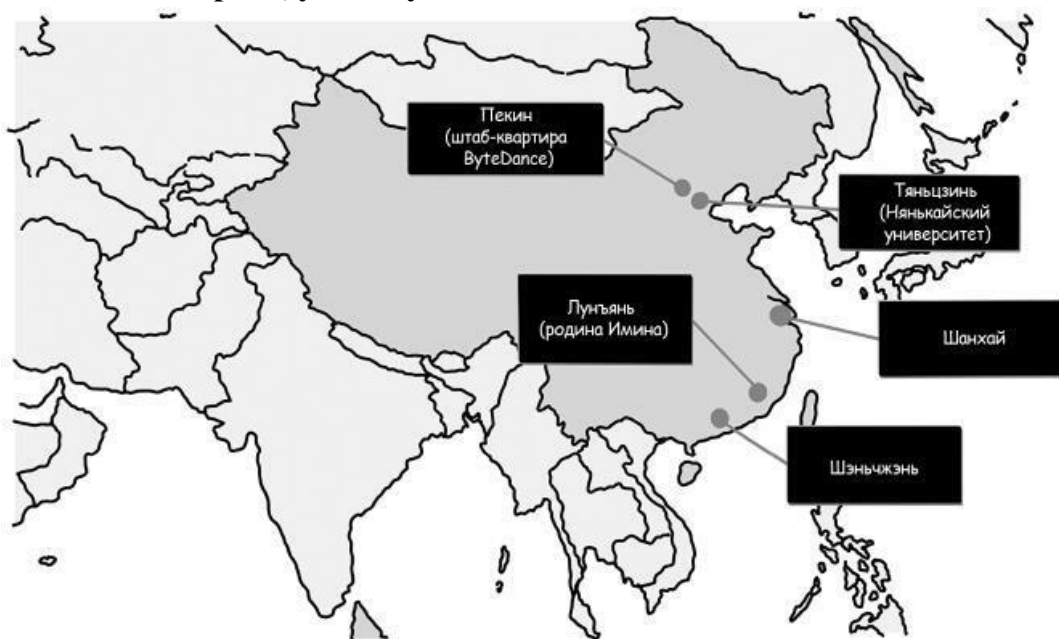 Пекин
(штаб-квартира
ByteDance)
Тяньцзинь
(Нянькайский
университет)
Лунъянь
(родина Имина)
Шанхай
Шэньчжэнь